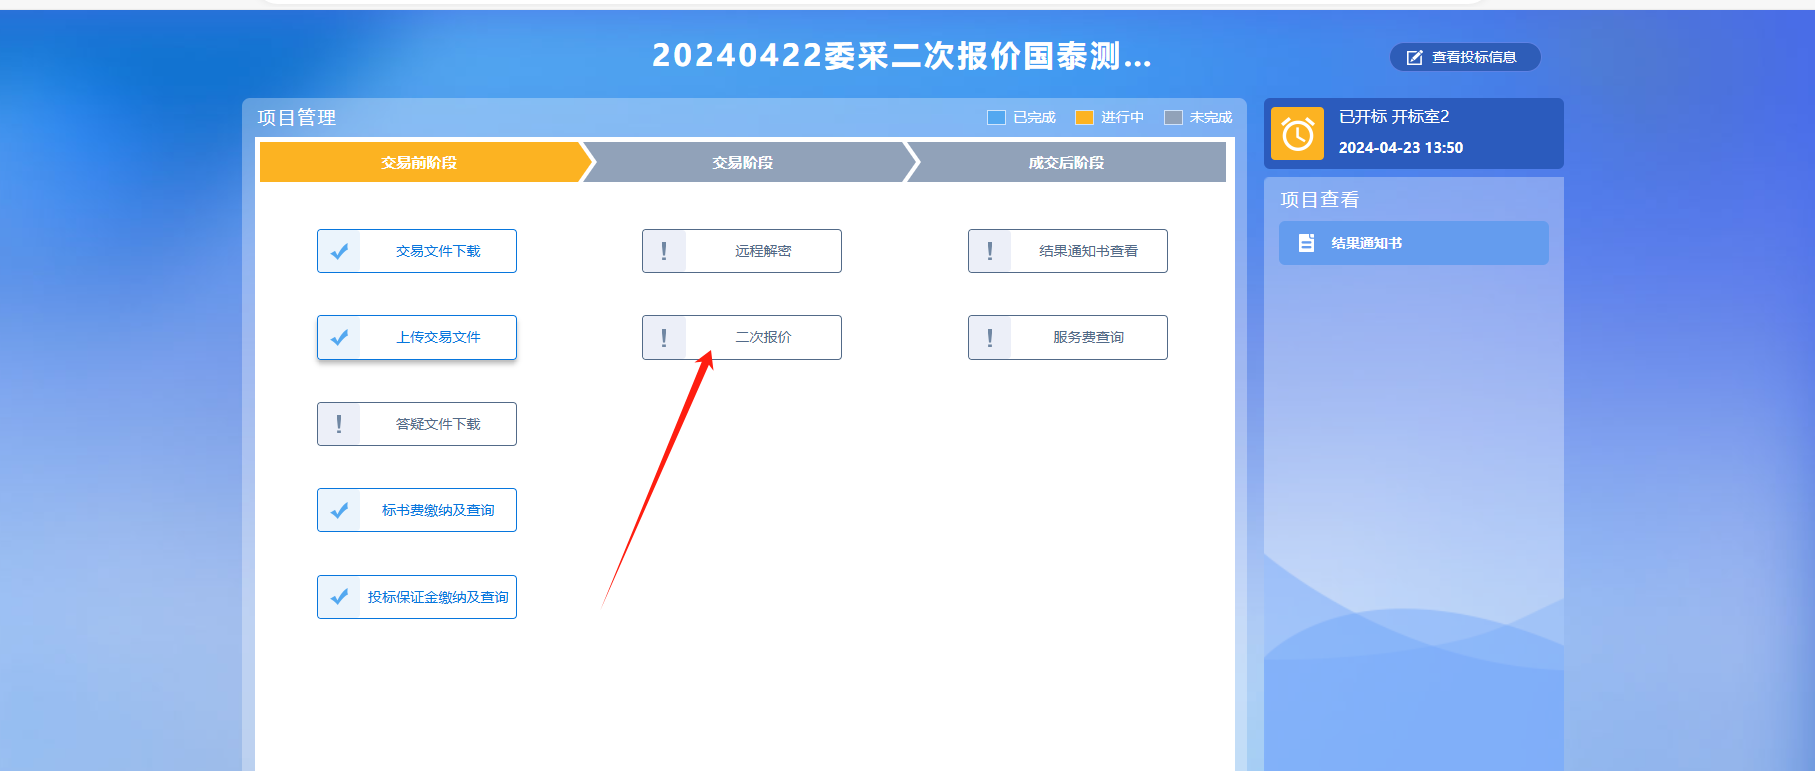 20240422委采二次报价国泰测...
查看投标信息
项目管理
已完成
进行中
未完成
已开标 开标室2
2024-04-23 13:50
交易前阶段
交易阶段
成交后阶段
项目查看
结果通知书
交易文件下载
远程解密
结果通知书查看
上传交易文件
二次报价
服务费查询
答疑文件下载
标书费缴纳及查询
投标保证金缴纳及查询